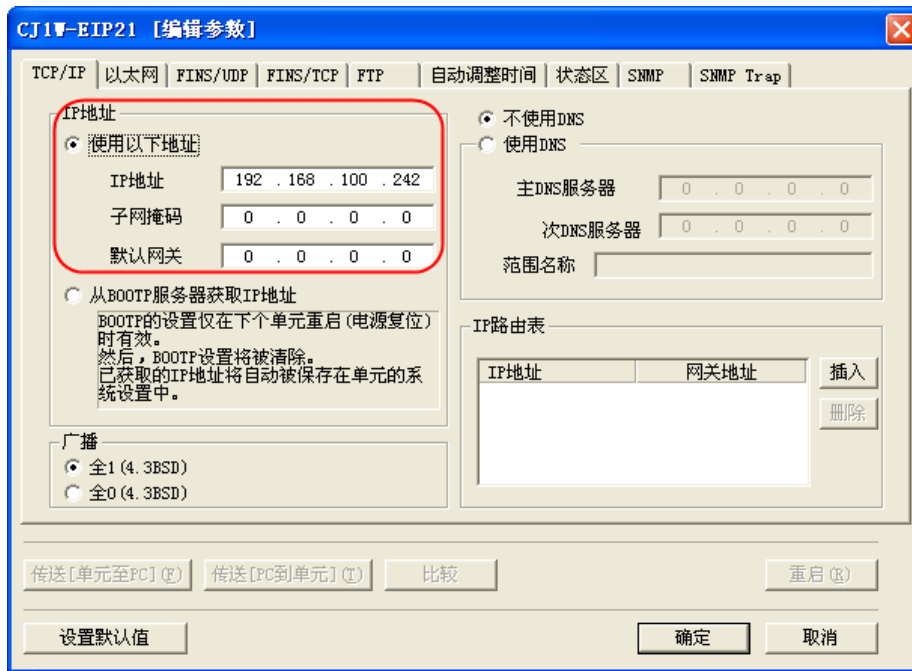 CJ1W-EIP21 [编辑参数]
TCP/IP 以太网 FINS/UDP FINS/TCP FTP 自动调整时间 状态区 SNMP SNMP Trap
IP地址
使用以下地址
IP地址 192 . 168 . 100 . 242
子网掩码 0 . 0 . 0 . 0
默认网关 0 . 0 . 0 . 0
从BOOTP服务器获取IP地址
BOOTP的设置仅在下个单元重启(电源复位)
时有效。
然后，BOOTP设置将被清除。
已获取的IP地址将自动被保存在单元的系
统设置中。
广播
全1(4.3BSD)
全0(4.3BSD)
不使用DNS
使用DNS
主DNS服务器 0 . 0 . 0 . 0
次DNS服务器 0 . 0 . 0 . 0
范围名称
IP路由表
IP地址 网关地址
插入
删除
传送[单元至PC](F) 传送[PC到单元](T) 比较 重启(R)
设置默认值 确定 取消